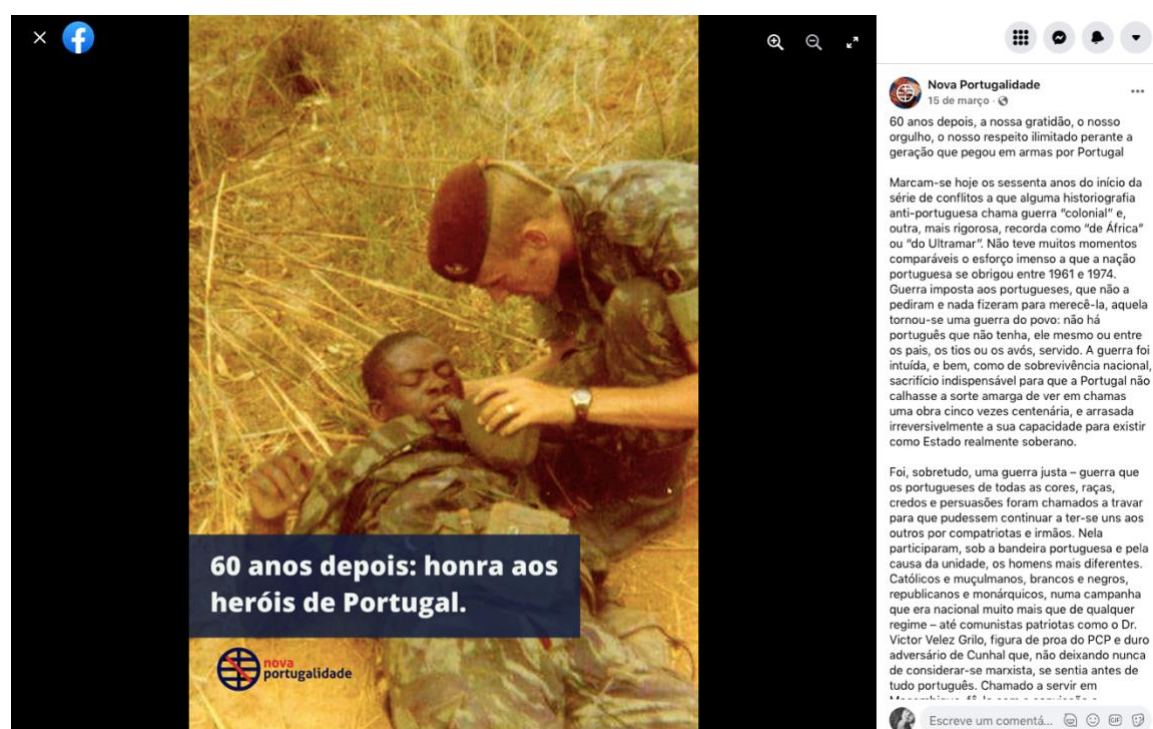 60 anos depois: honra aos
heróis de Portugal.
nova
portugalidade
Nova Portugalidade
15 de março ·
60 anos depois, a nossa gratidão, o nosso
orgulho, o nosso respeito ilimitado perante a
geração que pegou em armas por Portugal
Marcam-se hoje os sessenta anos do início da
série de conflitos a que alguma historiografia
anti-portuguesa chama guerra “colonial” e,
outra, mais rigorosa, recorda como “de África”
ou “do Ultramar”. Não teve muitos momentos
comparáveis o esforço imenso a que a nação
portuguesa se obrigou entre 1961 e 1974.
Guerra imposta aos portugueses, que não a
pediram e nada fizeram para merecê-la, aquela
tornou-se uma guerra do povo: não há
português que não tenha, ele mesmo ou entre
os pais, os tios ou os avós, servido. A guerra foi
intuída, e bem, como de sobrevivência nacional,
sacrifício indispensável para que a Portugal não
calhasse a sorte amarga de ver em chamas
uma obra cinco vezes centenária, e arrasada
irreversivelmente a sua capacidade para existir
como Estado realmente soberano.
Foi, sobretudo, uma guerra justa – guerra que
os portugueses de todas as cores, raças,
credos e persuasões foram chamados a travar
para que pudessem continuar a ter-se uns aos
outros por compatriotas e irmãos. Nela
participaram, sob a bandeira portuguesa e pela
causa da unidade, os homens mais diferentes.
Católicos e muçulmanos, brancos e negros,
republicanos e monárquicos, numa campanha
que era nacional muito mais que de qualquer
regime – até comunistas patriotas como o Dr.
Victor Velez Grilo, figura de proa do PCP e duro
adversário de Cunhal que, não deixando nunca
de considerar-se marxista, se sentia antes de
tudo português. Chamado a servir em
Escreve um comentá...
GIF